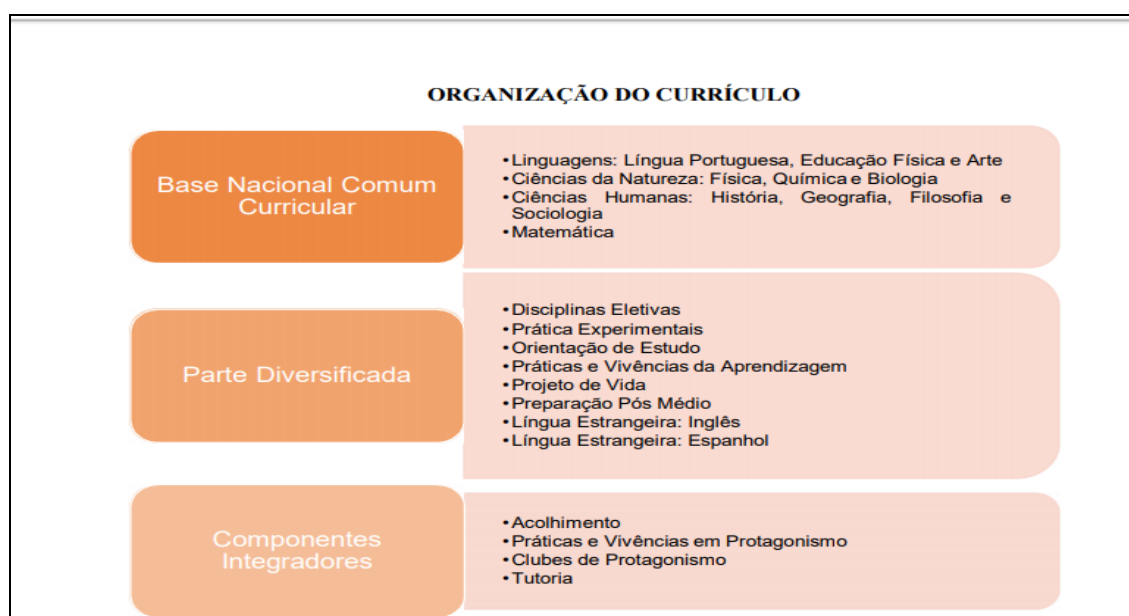 ORGANIZAÇÃO DO CURRÍCULO
Base Nacional Comum
Curricular
•Linguagens: Língua Portuguesa, Educação Física e Arte
•Ciências da Natureza: Física, Química e Biologia
•Ciências Humanas: História, Geografia, Filosofia e
Sociologia
•Matemática
Parte Diversificada
•Disciplinas Eletivas
•Prática Experimentais
•Orientação de Estudo
•Práticas e Vivências da Aprendizagem
•Projeto de Vida
•Preparação Pós Médio
•Língua Estrangeira: Inglês
•Língua Estrangeira: Espanhol
Componentes
Integradores
•Acolhimento
•Práticas e Vivências em Protagonismo
•Clubes de Protagonismo
•Tutoria